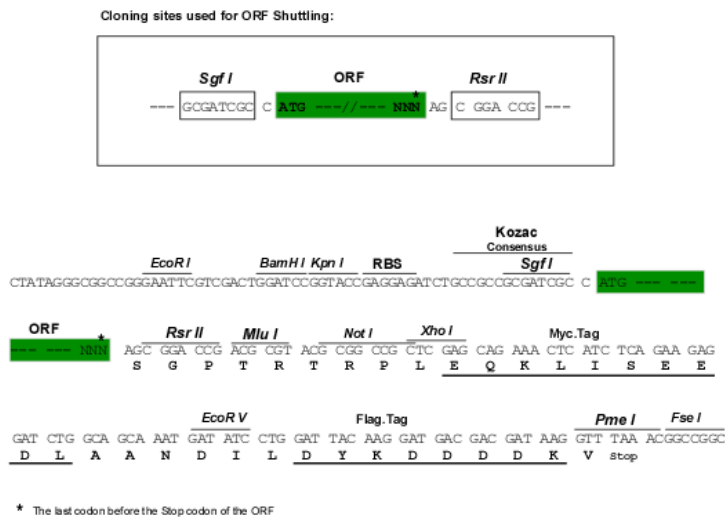 Cloning sites used for ORF Shuttling:
Sgf I ORF Rsr II
--- GCGATCGC C ATG ---//--- NNN* AG C GGA CCG ---
Kozac
Consensus
EcoR I BamH I Kpn I RBS Sgf I
CTATAGGGCGGCCGGGAATTCGTCGACTGGATCCGGTACCGAGGAGATCTGCCGCCGCGATCGC C ATG --- ---
ORF Rsr II Mlu I Not I Xho I Myc.Tag
--- --- NNN* AGC GGA CCG ACG CGT ACG CGG CCG CTC GAG CAG AAA CTC ATC TCA GAA GAG
S G P T R T R P L E Q K L I S E E
EcoR V Flag.Tag Pme I Fse I
GAT CTG GCA GCA AAT GAT ATC CTG GAT TAC AAG GAT GAC GAC GAT AAG GTT TAA ACGGCCGGC
D L A A N D I L D Y K D D D D K V Stop
* The last codon before the Stop codon of the ORF